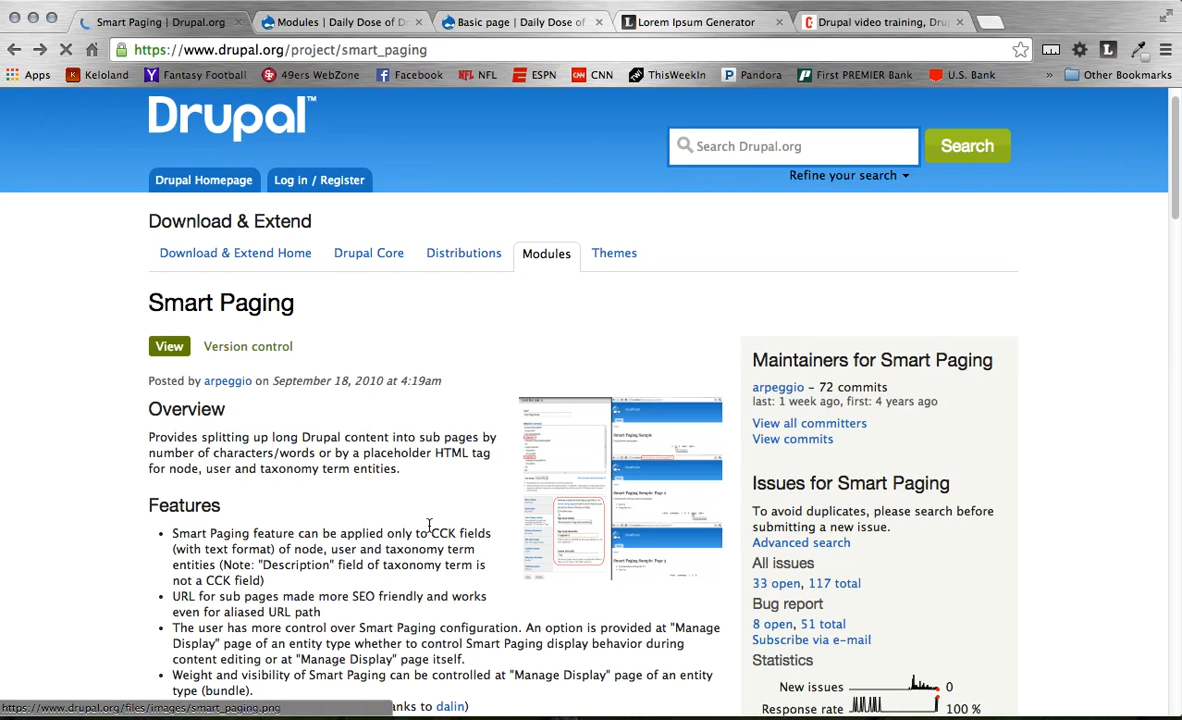 Smart Paging | Drupal.org
Modules | Daily Dose of D
Basic page | Daily Dose of
Lorem Ipsum Generator
Drupal video training, Dru
https://www.drupal.org/project/smart_paging
Apps
Keloland
Fantasy Football
49ers WebZone
Facebook
NFL
ESPN
CNN
ThisWeekIn
Pandora
First PREMIER Bank
U.S. Bank
»
Other Bookmarks
Drupal™
Search Drupal.org
Search
Refine your search
Drupal Homepage
Log in / Register
Download & Extend
Download & Extend Home
Drupal Core
Distributions
Modules
Themes
Smart Paging
View
Version control
Posted by arpeggio on September 18, 2010 at 4:19am
Overview
Provides splitting up long Drupal content into sub pages by
number of characters/words or by a placeholder HTML tag
for node, user and taxonomy term entities.
Features
• Smart Paging feature can be applied only to CCK fields
(with text format) of node, user and taxonomy term
entities (Note: "Description" field of taxonomy term is
not a CCK field)
• URL for sub pages made more SEO friendly and works
even for aliased URL path
• The user has more control over Smart Paging configuration. An option is provided at "Manage
Display" page of an entity type whether to control Smart Paging display behavior during
content editing or at "Manage Display" page itself.
• Weight and visibility of Smart Paging can be controlled at "Manage Display" page of an entity
type (bundle).
anks to dalin)
Maintainers for Smart Paging
arpeggio – 72 commits
last: 1 week ago, first: 4 years ago
View all committers
View commits
Issues for Smart Paging
To avoid duplicates, please search before
submitting a new issue.
Advanced search
All issues
33 open, 117 total
Bug report
8 open, 51 total
Subscribe via e-mail
Statistics
New issues 0
Response rate 100 %
https://www.drupal.org/files/images/smart_paging.png